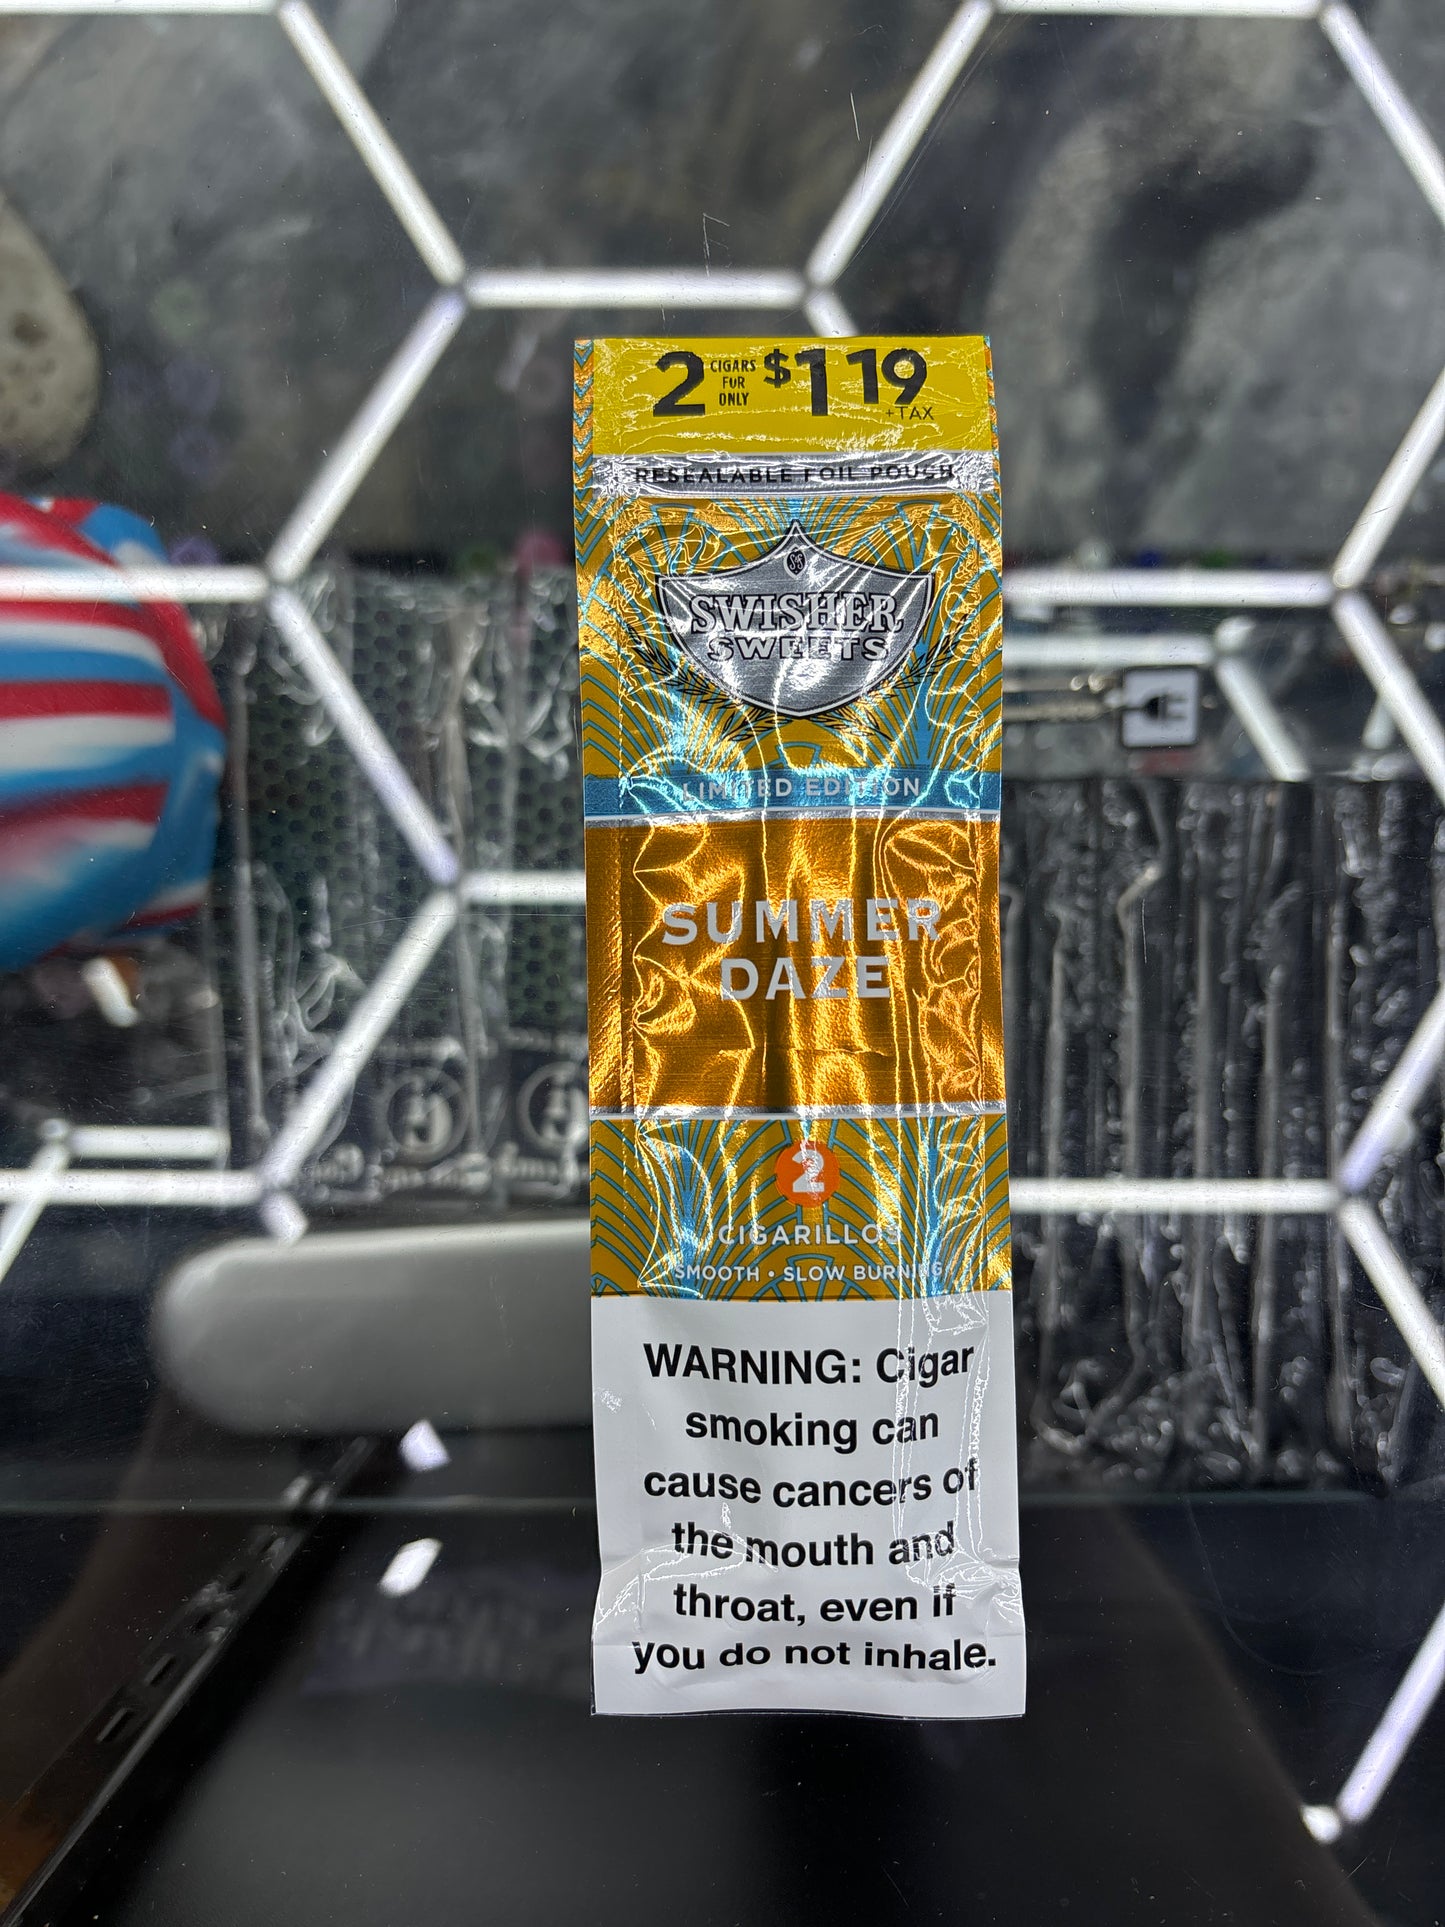 2 CIGARS FOR ONLY $1 19
+TAX
RESEALABLE FOIL POUCH
SWISHER
SWEETS
LIMITED EDITION
SUMMER
DAZE
2
CIGARILLOS
SMOOTH • SLOW BURNING
WARNING: Cigar
smoking can
cause cancers of
the mouth and
throat, even if
you do not inhale.